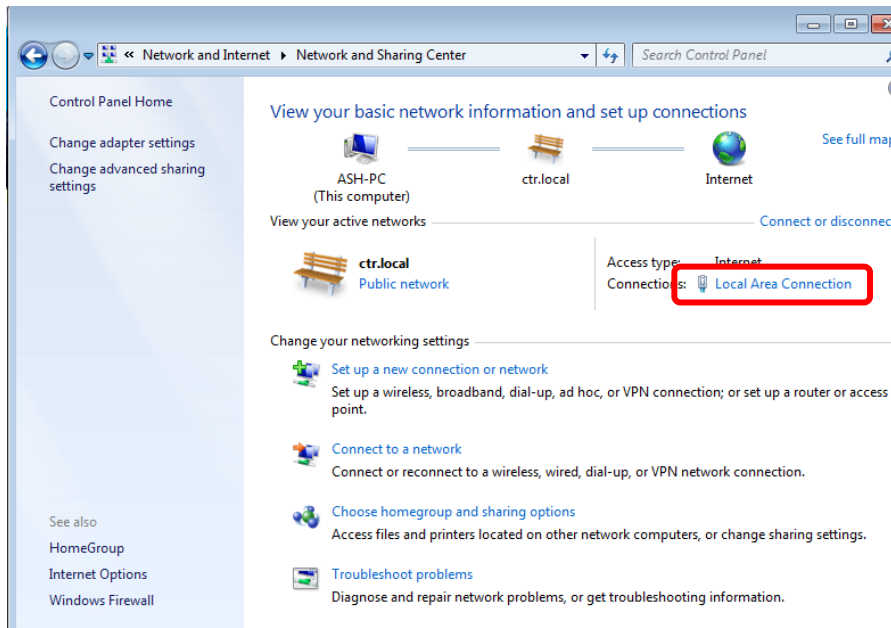 « Network and Internet ▸ Network and Sharing Center
Search Control Panel
Control Panel Home
Change adapter settings
Change advanced sharing
settings
View your basic network information and set up connections
See full map
ASH-PC
(This computer)
ctr.local
Internet
View your active networks
Connect or disconnec
ctr.local
Public network
Access type: Internet
Connections: Local Area Connection
Change your networking settings
Set up a new connection or network
Set up a wireless, broadband, dial-up, ad hoc, or VPN connection; or set up a router or access
point.
Connect to a network
Connect or reconnect to a wireless, wired, dial-up, or VPN network connection.
Choose homegroup and sharing options
Access files and printers located on other network computers, or change sharing settings.
Troubleshoot problems
Diagnose and repair network problems, or get troubleshooting information.
See also
HomeGroup
Internet Options
Windows Firewall